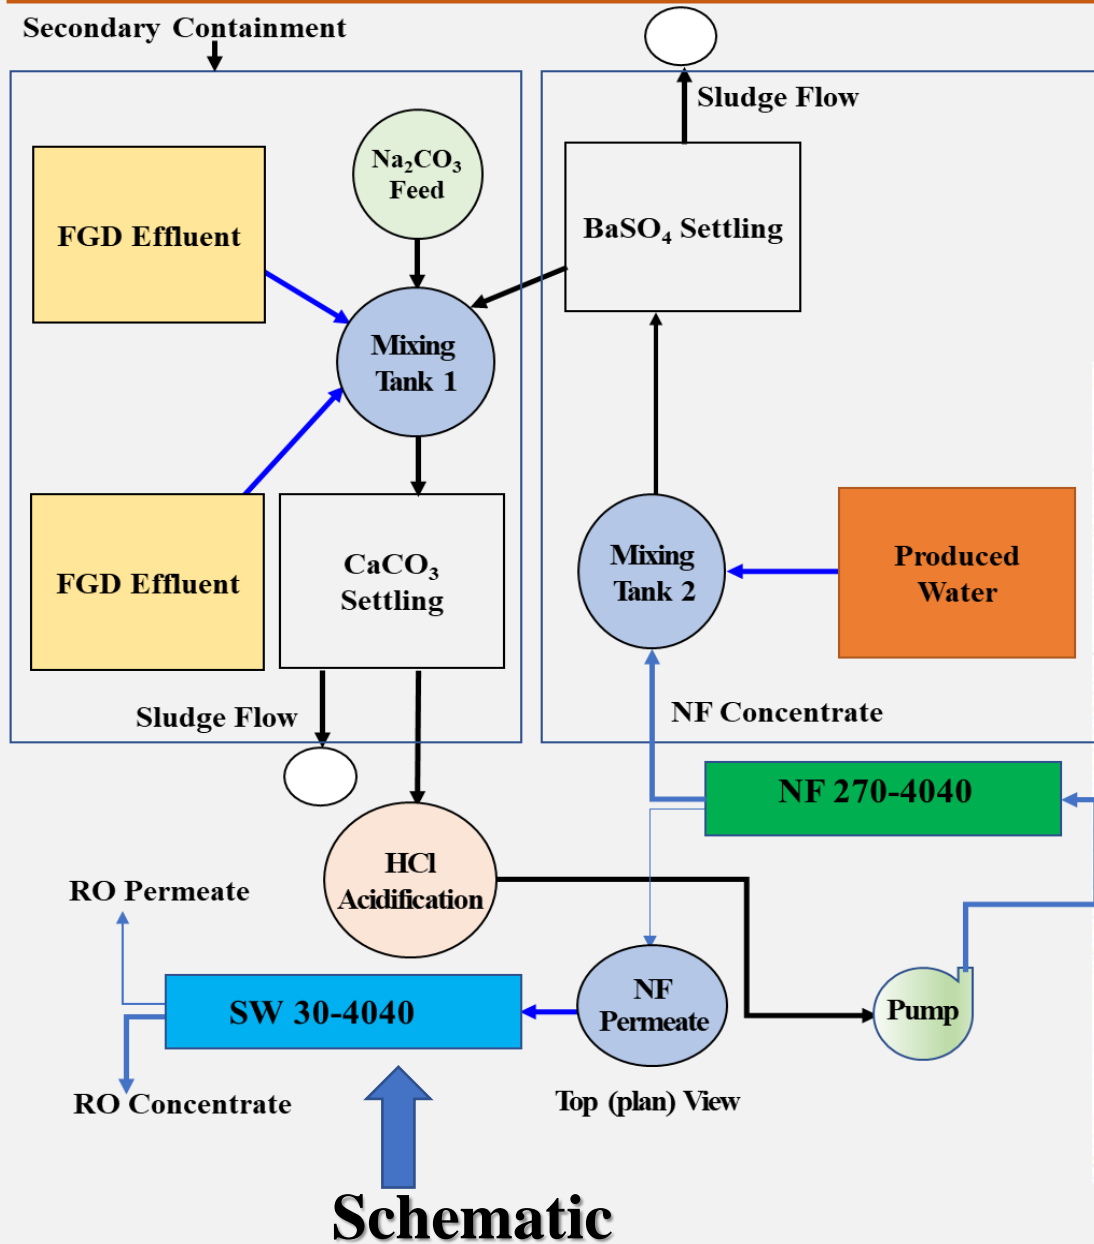 Secondary Containment
Sludge Flow
Na₂CO₃
Feed
FGD Effluent
BaSO₄ Settling
Mixing
Tank 1
FGD Effluent
CaCO₃
Settling
Mixing
Tank 2
Produced
Water
Sludge Flow
NF Concentrate
NF 270-4040
HCl
Acidification
RO Permeate
SW 30-4040
NF
Permeate
Pump
RO Concentrate
Top (plan) View
Schematic